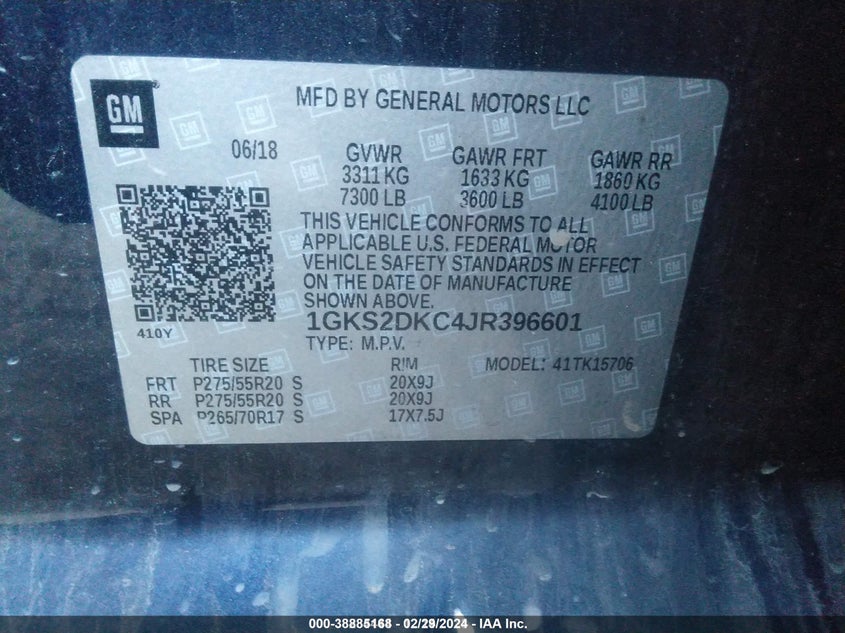 GM
MFD BY GENERAL MOTORS LLC
06/18 GVWR GAWR FRT GAWR RR
3311 KG 1633 KG 1860 KG
7300 LB 3600 LB 4100 LB
THIS VEHICLE CONFORMS TO ALL
APPLICABLE U.S. FEDERAL MOTOR
VEHICLE SAFETY STANDARDS IN EFFECT
ON THE DATE OF MANUFACTURE
SHOWN ABOVE.
1GKS2DKC4JR396601
410Y
TYPE: M.P.V.
TIRE SIZE RIM MODEL: 41TK15706
FRT P275/55R20 S 20X9J
RR P275/55R20 S 20X9J
SPA P265/70R17 S 17X7.5J
000-38885168 - 02/29/2024 - IAA Inc.